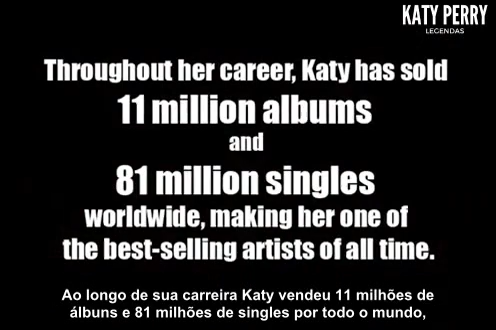 KATY PERRY
LEGENDAS
Throughout her career, Katy has sold
11 million albums
and
81 million singles
worldwide, making her one of
the best-selling artists of all time.
Ao longo de sua carreira Katy vendeu 11 milhões de
álbuns e 81 milhões de singles por todo o mundo,